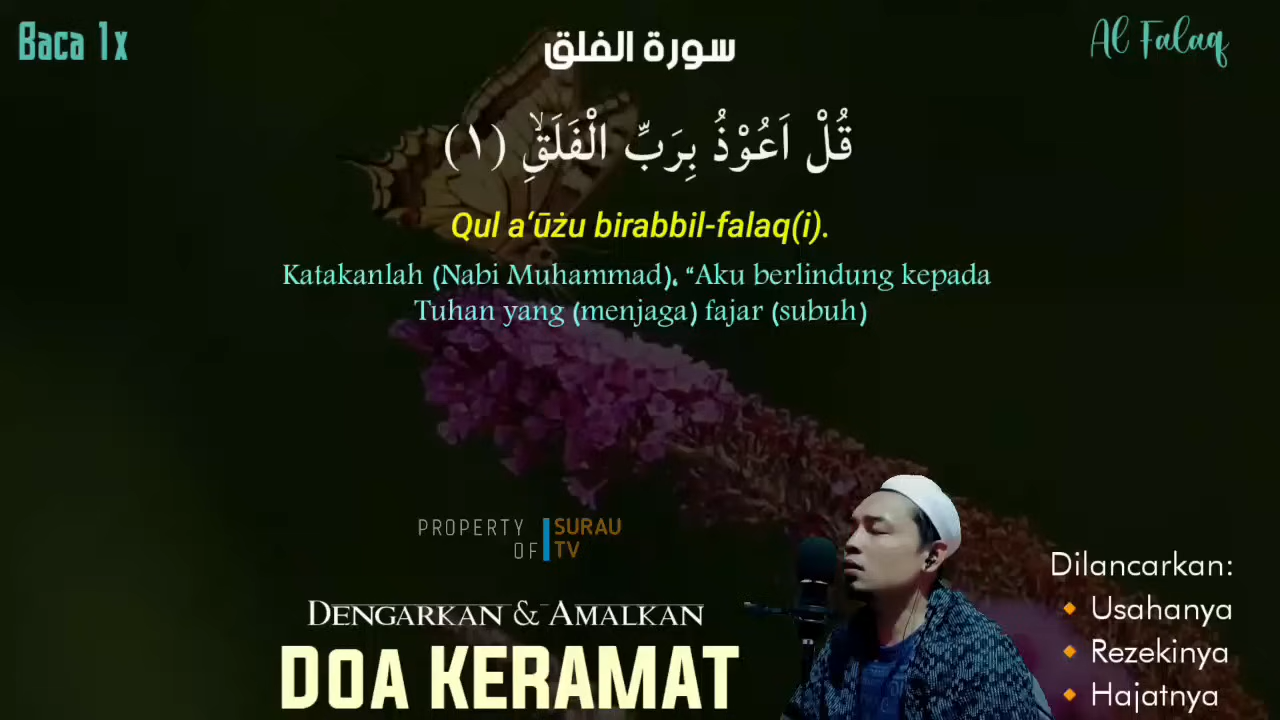 Baca 1x
سورة الفلق
Al Falaq
قُلْ اَعُوْذُ بِرَبِّ الْفَلَقِۙ (١)
Qul a‘ūżu birabbil-falaq(i).
Katakanlah (Nabi Muhammad), “Aku berlindung kepada
Tuhan yang (menjaga) fajar (subuh)
PROPERTY OF
SURAU TV
Dengarkan & Amalkan
DOA KERAMAT
Dilancarkan:
🔸 Usahanya
🔸 Rezekinya
🔸 Hajatnya